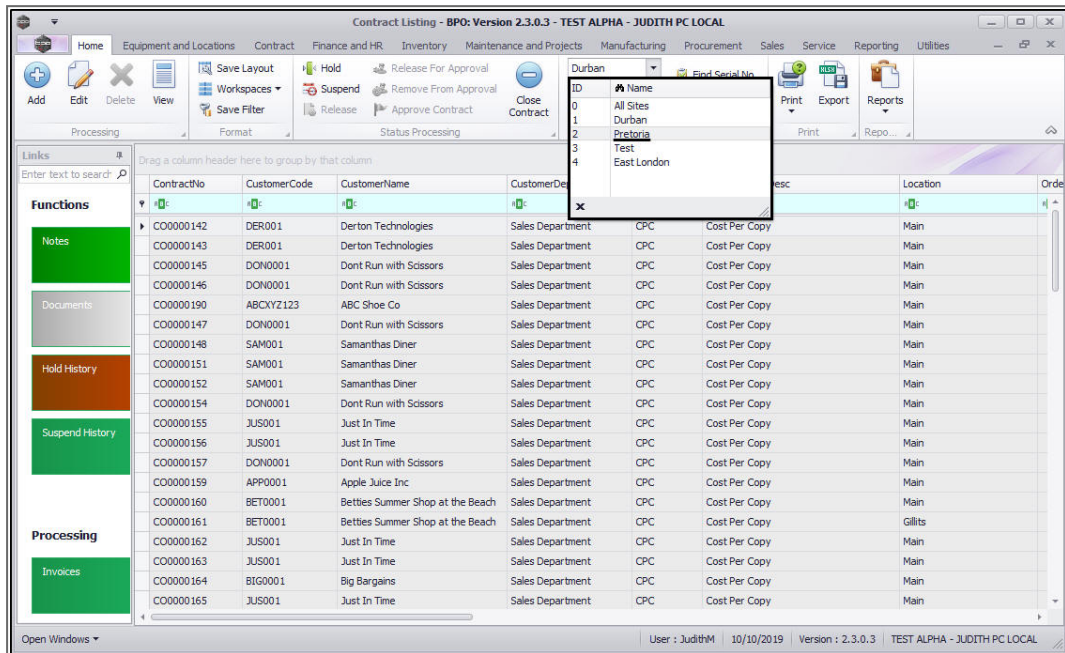 Contract Listing - BPO: Version 2.3.0.3 - TEST ALPHA - JUDITH PC LOCAL
Home Equipment and Locations Contract Finance and HR Inventory Maintenance and Projects Manufacturing Procurement Sales Service Reporting Utilities
Add
Edit
Delete
Processing
View
Save Layout
Workspaces
Save Filter
Format
Hold
Suspend
Release
Release For Approval
Remove From Approval
Approve Contract
Close Contract
Status Processing
Durban
Find Serial No
ID Name
0 All Sites
1 Durban
2 Pretoria
3 Test
4 East London
x
Print
Export
Print
Reports
Repo...
Links
Enter text to search
Functions
Notes
Documents
Hold History
Suspend History
Processing
Invoices
Drag a column header here to group by that column
ContractNo CustomerCode CustomerName CustomerDep esc Location Orde
CO0000142 DER001 Derton Technologies Sales Department CPC Cost Per Copy Main
CO0000143 DER001 Derton Technologies Sales Department CPC Cost Per Copy Main
CO0000145 DON0001 Dont Run with Scissors Sales Department CPC Cost Per Copy Main
CO0000146 DON0001 Dont Run with Scissors Sales Department CPC Cost Per Copy Main
CO0000190 ABCXYZ123 ABC Shoe Co Sales Department CPC Cost Per Copy Main
CO0000147 DON0001 Dont Run with Scissors Sales Department CPC Cost Per Copy Main
CO0000148 SAM001 Samanthas Diner Sales Department CPC Cost Per Copy Main
CO0000151 SAM001 Samanthas Diner Sales Department CPC Cost Per Copy Main
CO0000152 SAM001 Samanthas Diner Sales Department CPC Cost Per Copy Main
CO0000154 DON0001 Dont Run with Scissors Sales Department CPC Cost Per Copy Main
CO0000155 JUS001 Just In Time Sales Department CPC Cost Per Copy Main
CO0000156 JUS001 Just In Time Sales Department CPC Cost Per Copy Main
CO0000157 DON0001 Dont Run with Scissors Sales Department CPC Cost Per Copy Main
CO0000159 APP0001 Apple Juice Inc Sales Department CPC Cost Per Copy Main
CO0000160 BET0001 Betties Summer Shop at the Beach Sales Department CPC Cost Per Copy Main
CO0000161 BET0001 Betties Summer Shop at the Beach Sales Department CPC Cost Per Copy Gillits
CO0000162 JUS001 Just In Time Sales Department CPC Cost Per Copy Main
CO0000163 JUS001 Just In Time Sales Department CPC Cost Per Copy Main
CO0000164 BIG0001 Big Bargains Sales Department CPC Cost Per Copy Main
CO0000165 JUS001 Just In Time Sales Department CPC Cost Per Copy Main
Open Windows User : JudithM 10/10/2019 Version : 2.3.0.3 TEST ALPHA - JUDITH PC LOCAL